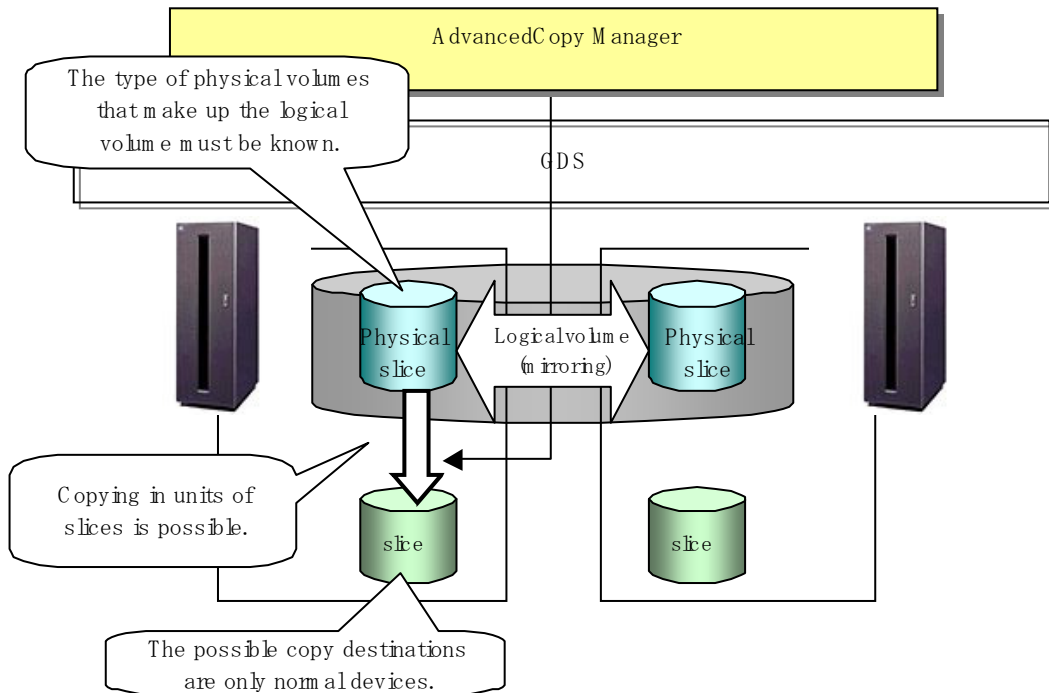 AdvancedCopy Manager
The type of physical volumes
that make up the logical
volume must be known.
GDS
Physical
slice
Logical volume
(mirroring)
Physical
slice
Copying in units of
slices is possible.
slice
slice
The possible copy destinations
are only normal devices.